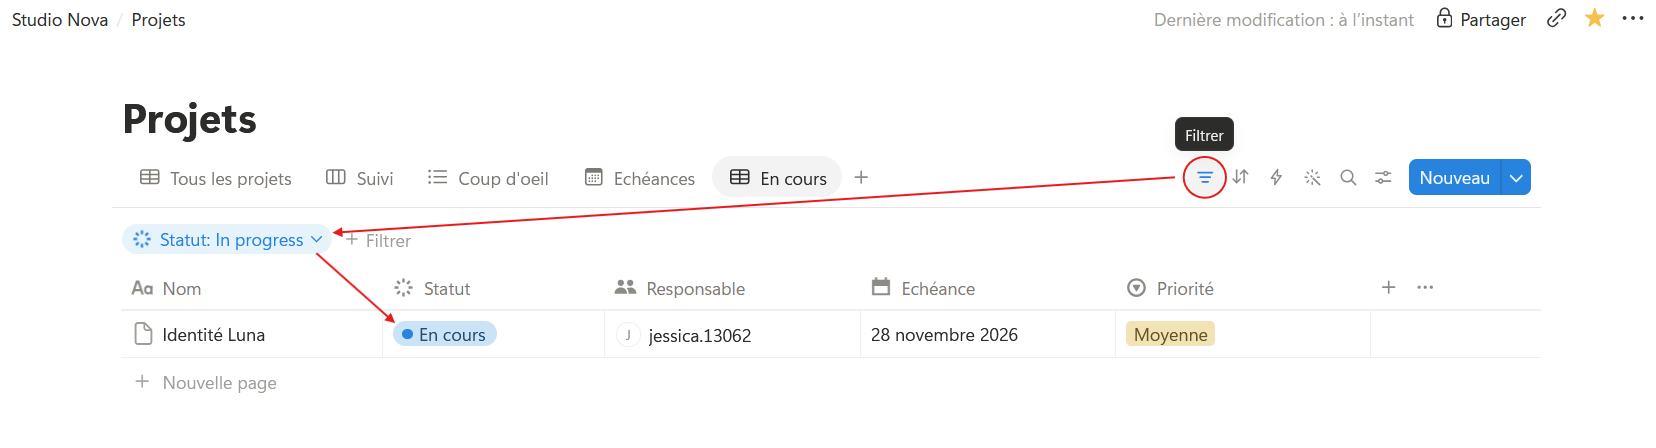 Studio Nova / Projets Dernière modification : à l'instant Partager
Projets
Filtrer
Tous les projets Suivi Coup d'oeil Echéances En cours + Nouveau
Statut: In progress + Filtrer
Aa Nom Statut Responsable Echéance Priorité + ...
Identité Luna En cours J jessica.13062 28 novembre 2026 Moyenne
+ Nouvelle page